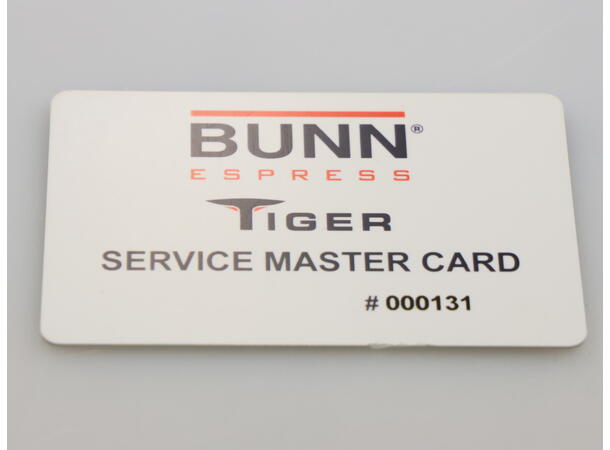 BUNN®
ESPRESS
TIGER
SERVICE MASTER CARD
# 000131